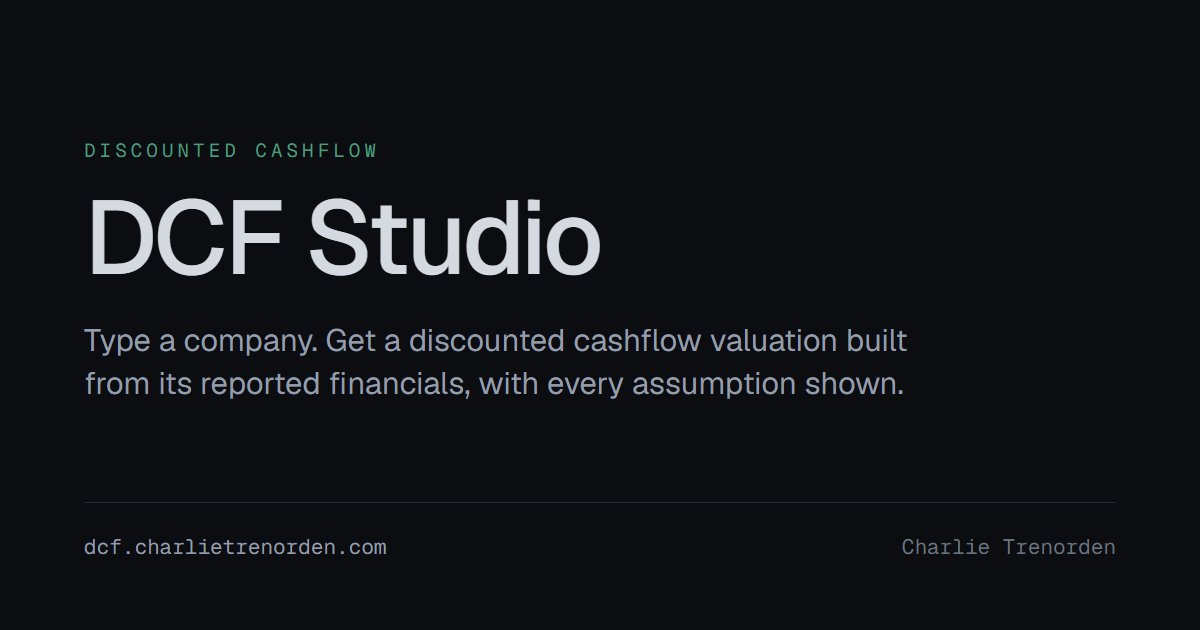 DISCOUNTED CASHFLOW
DCF Studio
Type a company. Get a discounted cashflow valuation built
from its reported financials, with every assumption shown.
dcf.charlietrenorden.com
Charlie Trenorden